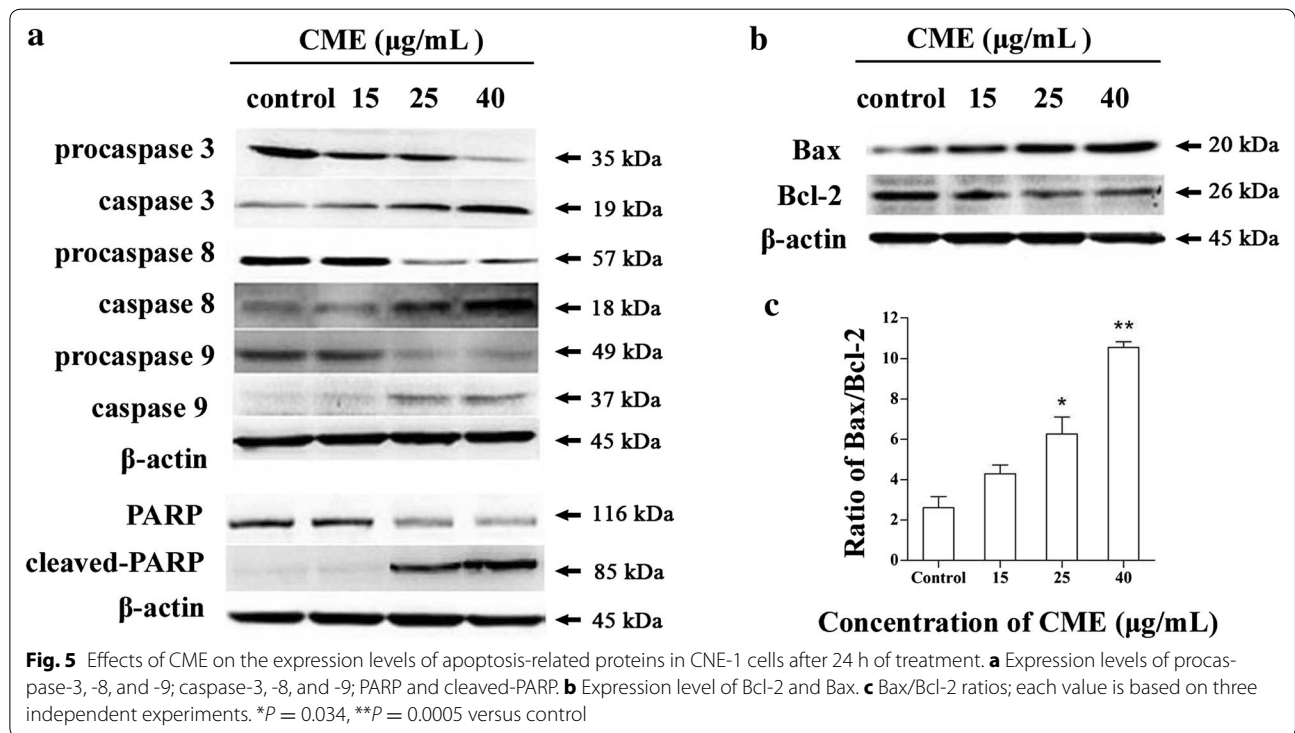 a
CME (μg/mL )
control 15 25 40
procaspase 3 ← 35 kDa
caspase 3 ← 19 kDa
procaspase 8 ← 57 kDa
caspase 8 ← 18 kDa
procaspase 9 ← 49 kDa
caspase 9 ← 37 kDa
β-actin ← 45 kDa
PARP ← 116 kDa
cleaved-PARP ← 85 kDa
β-actin ← 45 kDa
b
CME (μg/mL)
control 15 25 40
Bax ← 20 kDa
Bcl-2 ← 26 kDa
β-actin ← 45 kDa
c
Ratio of Bax/Bcl-2
12
10
8
6
4
2
0
*
**
Control 15 25 40
Concentration of CME (μg/mL)
Fig. 5 Effects of CME on the expression levels of apoptosis-related proteins in CNE-1 cells after 24 h of treatment. a Expression levels of procas-
pase-3, -8, and -9; caspase-3, -8, and -9; PARP and cleaved-PARP. b Expression level of Bcl-2 and Bax. c Bax/Bcl-2 ratios; each value is based on three
independent experiments. *P = 0.034, **P = 0.0005 versus control